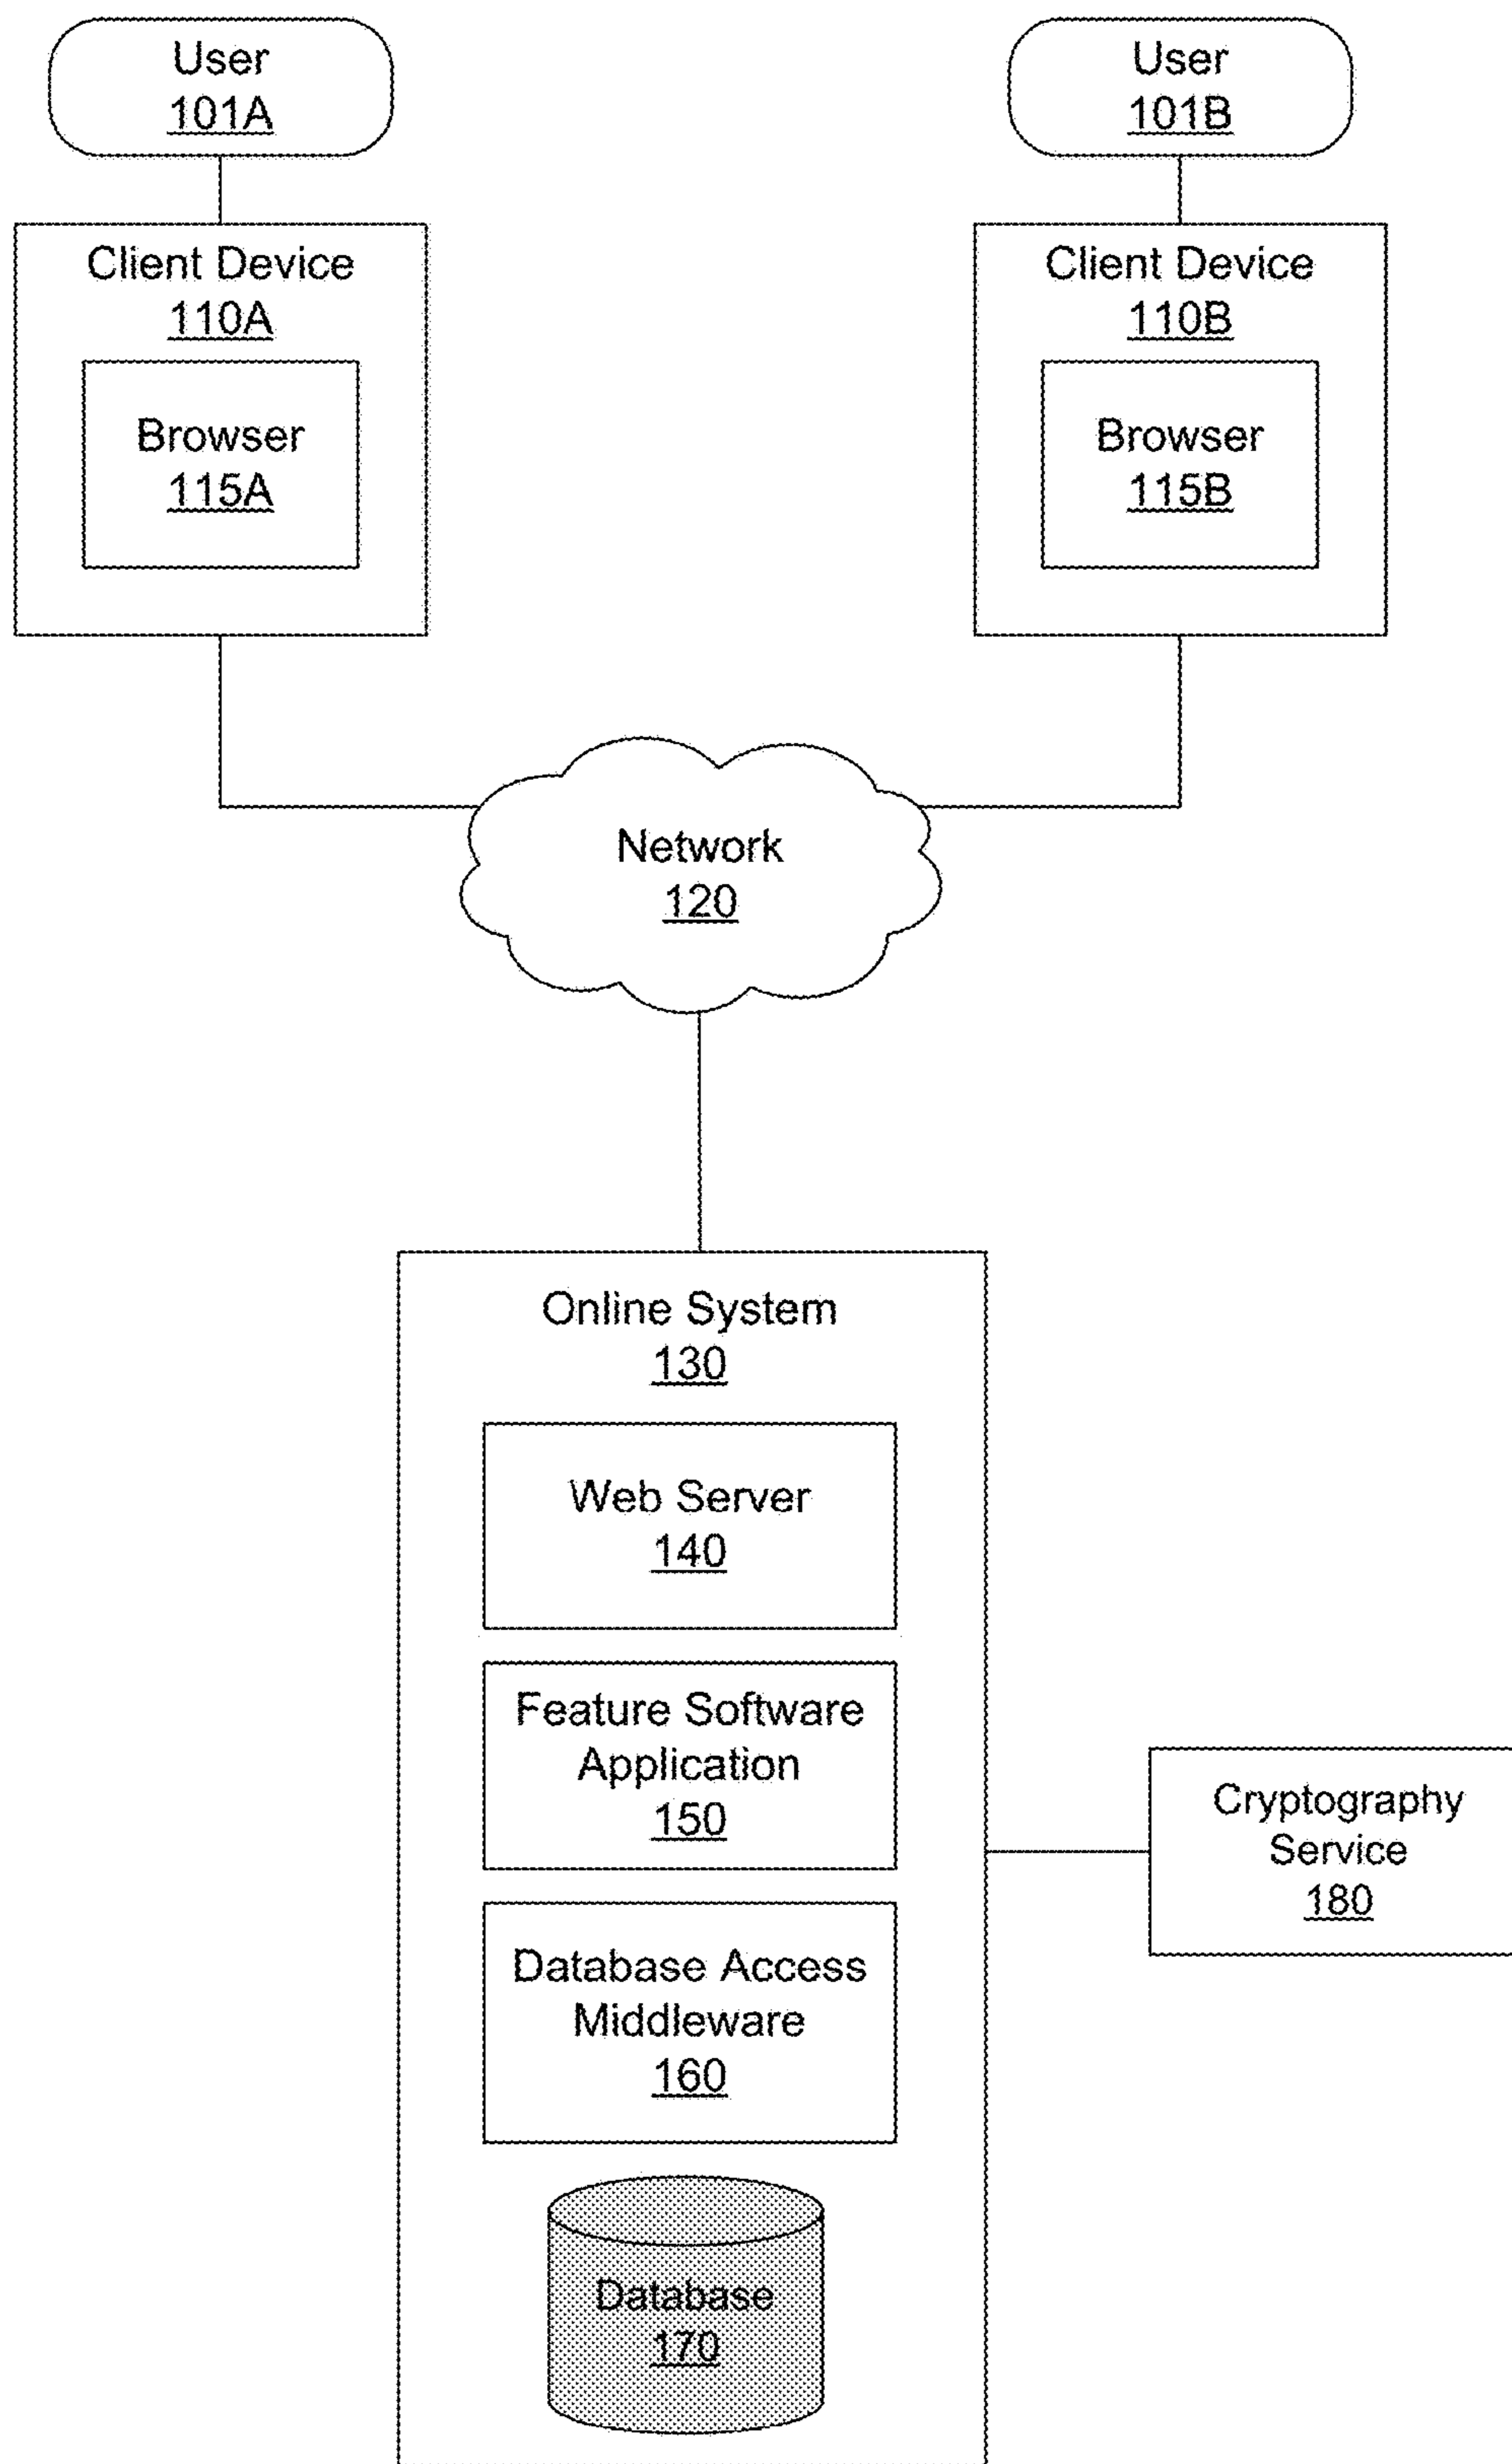 User
101A
User
101B
Client Device
110A
Client Device
110B
Browser
115A
Browser
115B
Network
120
Online System
130
Web Server
140
Feature Software
Application
150
Cryptography
Service
180
Database Access
Middleware
160
Database
170